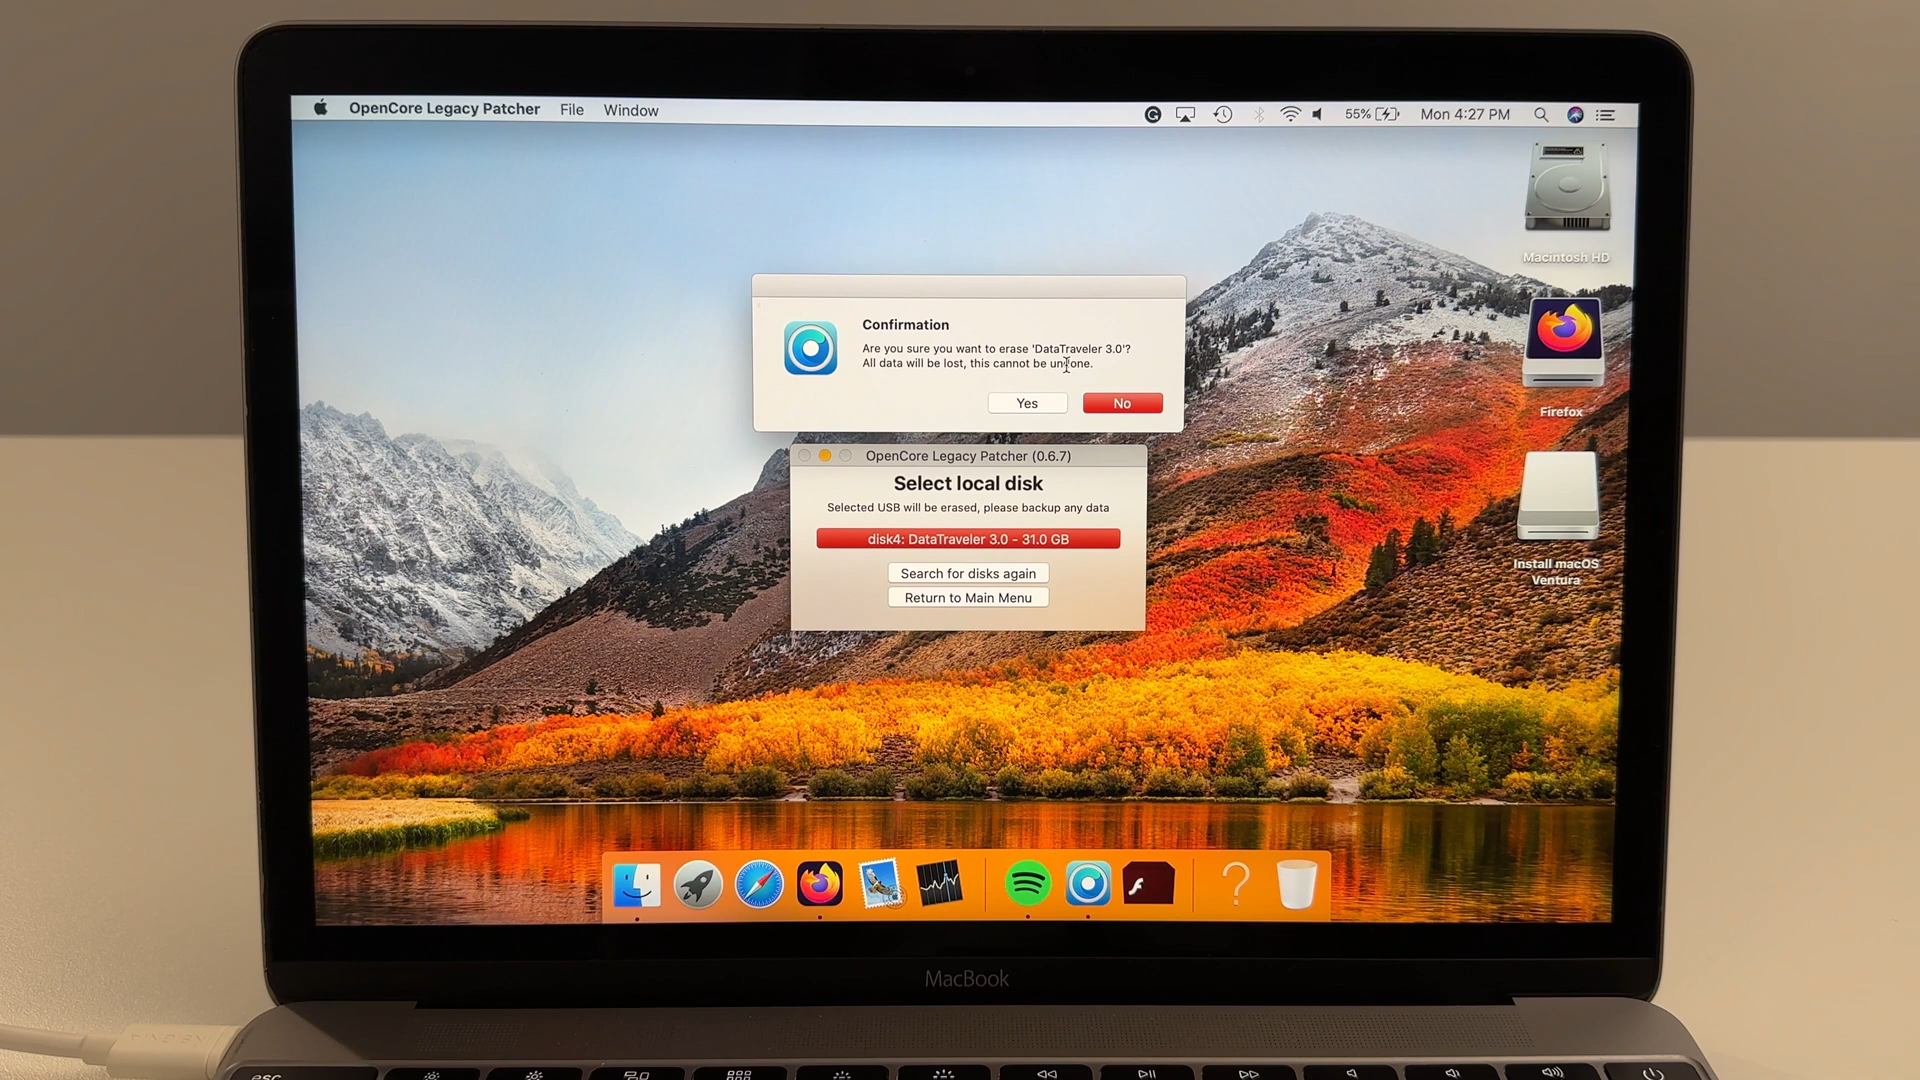 OpenCore Legacy Patcher File Window
55% Mon 4:27 PM
Macintosh HD
Confirmation
Are you sure you want to erase 'DataTraveler 3.0'?
All data will be lost, this cannot be undone.
Yes No
Firefox
OpenCore Legacy Patcher (0.6.7)
Select local disk
Selected USB will be erased, please backup any data
disk4: DataTraveler 3.0 - 31.0 GB
Search for disks again
Return to Main Menu
Install macOS
Ventura
MacBook
esc